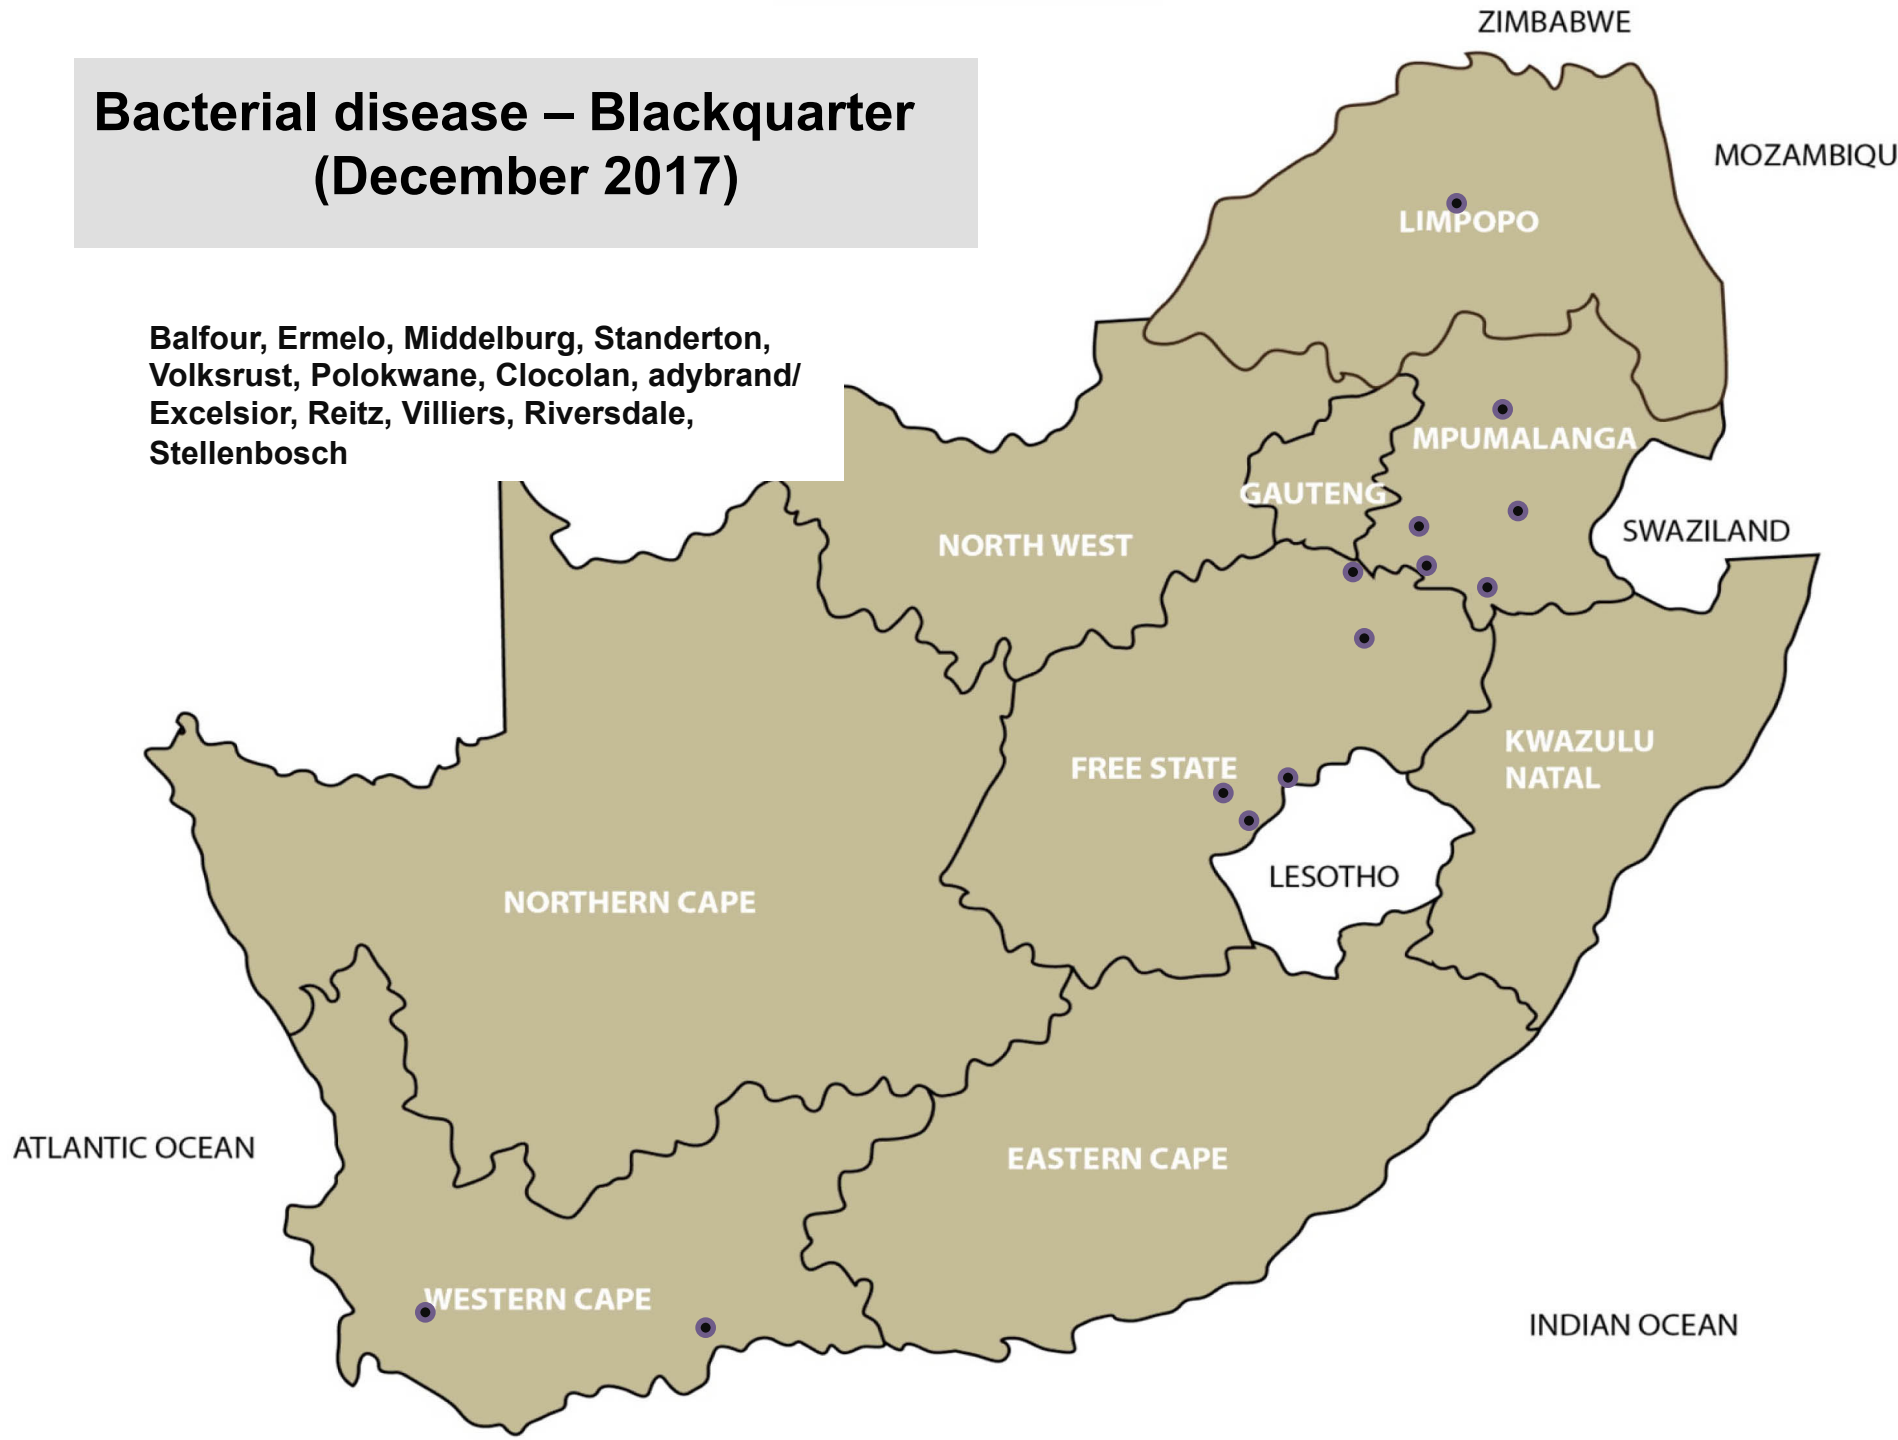 ZIMBABWE
Bacterial disease – Blackquarter
(December 2017)
MOZAMBIQU
LIMPOPO
Balfour, Ermelo, Middelburg, Standerton,
Volksrust, Polokwane, Clocolan, adybrand/
Excelsior, Reitz, Villiers, Riversdale,
Stellenbosch
MPUMALANGA
GAUTENG
SWAZILAND
NORTH WEST
KWAZULU
NATAL
FREE STATE
LESOTHO
NORTHERN CAPE
ATLANTIC OCEAN
EASTERN CAPE
WESTERN CAPE
INDIAN OCEAN